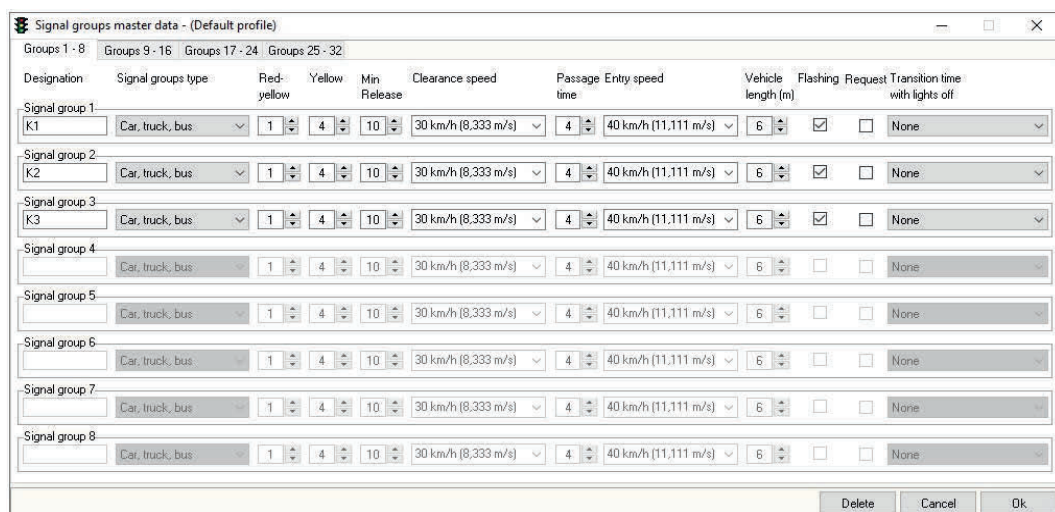 Signal groups master data - (Default profile)
Groups 1 - 8 Groups 9 - 16 Groups 17 - 24 Groups 25 - 32
Designation Signal groups type Red- Yellow Min Clearance speed Passage Entry speed Vehicle Flashing Request Transition time
yellow Release time length (m) with lights off
Signal group 1
K1 Car, truck, bus 1 4 10 30 km/h (8,333 m/s) 4 40 km/h (11,111 m/s) 6 None
Signal group 2
K2 Car, truck, bus 1 4 10 30 km/h (8,333 m/s) 4 40 km/h (11,111 m/s) 6 None
Signal group 3
K3 Car, truck, bus 1 4 10 30 km/h (8,333 m/s) 4 40 km/h (11,111 m/s) 6 None
Signal group 4
Car, truck, bus 1 4 10 30 km/h (8,333 m/s) 4 40 km/h (11,111 m/s) 6 None
Signal group 5
Car, truck, bus 1 4 10 30 km/h (8,333 m/s) 4 40 km/h (11,111 m/s) 6 None
Signal group 6
Car, truck, bus 1 4 10 30 km/h (8,333 m/s) 4 40 km/h (11,111 m/s) 6 None
Signal group 7
Car, truck, bus 1 4 10 30 km/h (8,333 m/s) 4 40 km/h (11,111 m/s) 6 None
Signal group 8
Car, truck, bus 1 4 10 30 km/h (8,333 m/s) 4 40 km/h (11,111 m/s) 6 None
Delete Cancel Ok